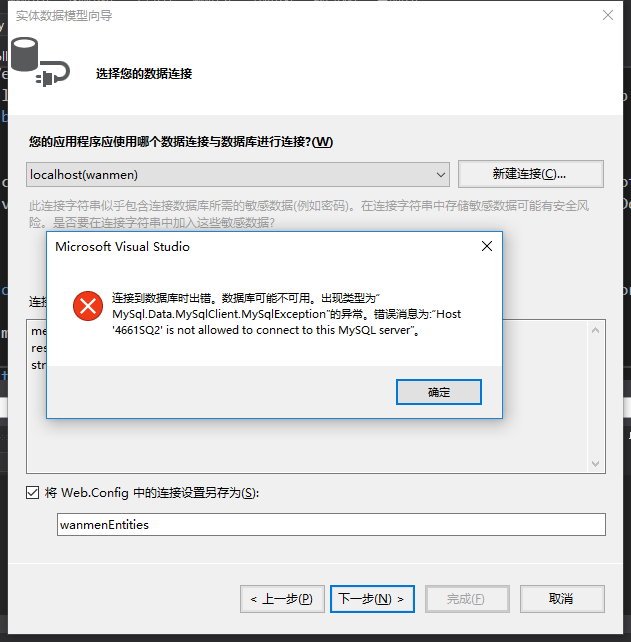 实体数据模型向导
选择您的数据连接
您的应用程序应使用哪个数据连接与数据库进行连接?(W)
localhost(wanmen)
新建连接(C)...
此连接字符串似乎包含连接数据库所需的敏感数据(例如密码)。在连接字符串中存储敏感数据可能有安全风
险。是否要在连接字符串中加入这些敏感数据?
Microsoft Visual Studio
连接到数据库时出错。数据库可能不可用。出现类型为“
MySql.Data.MySqlClient.MySqlException”的异常。错误消息为:“Host
'4661SQ2' is not allowed to connect to this MySQL server”。
确定
连接
me
res
str
将 Web.Config 中的连接设置另存为(S):
wanmenEntities
< 上一步(P)
下一步(N) >
完成(F)
取消